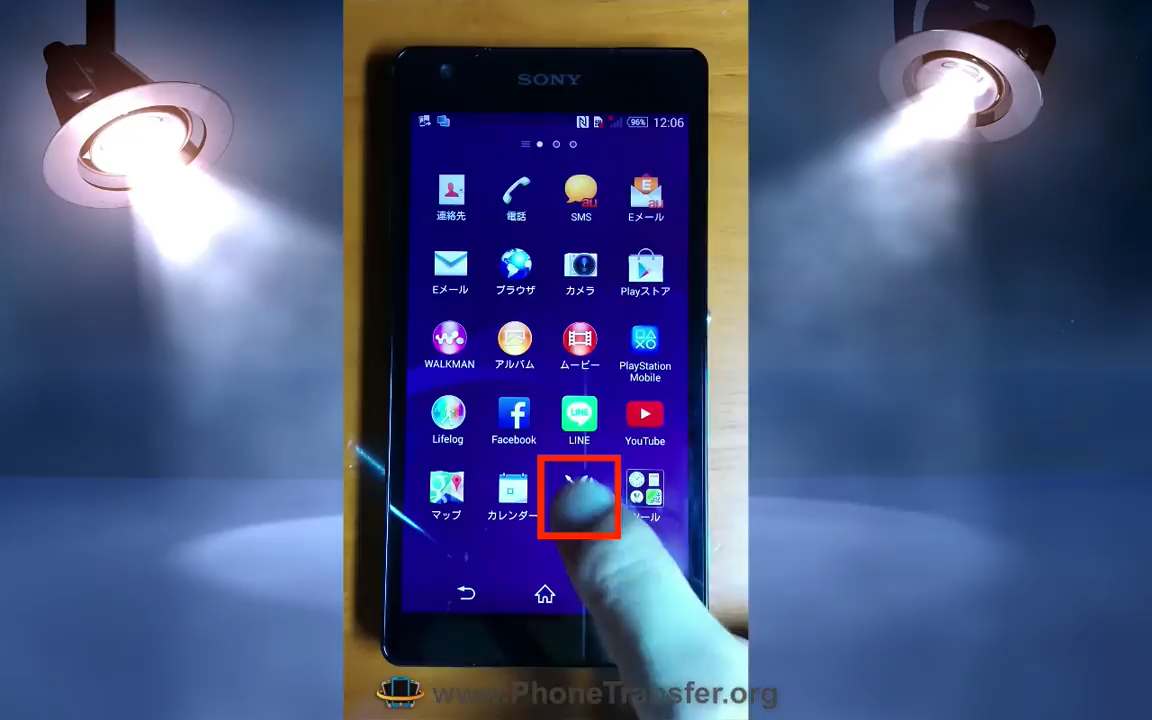 SONY
96% 12:06
連絡先 電話 SMS Eメール
au au
Eメール ブラウザ カメラ Playストア
WALKMAN アルバム ムービー PlayStation Mobile
Lifelog Facebook LINE YouTube
マップ カレンダー ール
www.PhoneTransfer.org